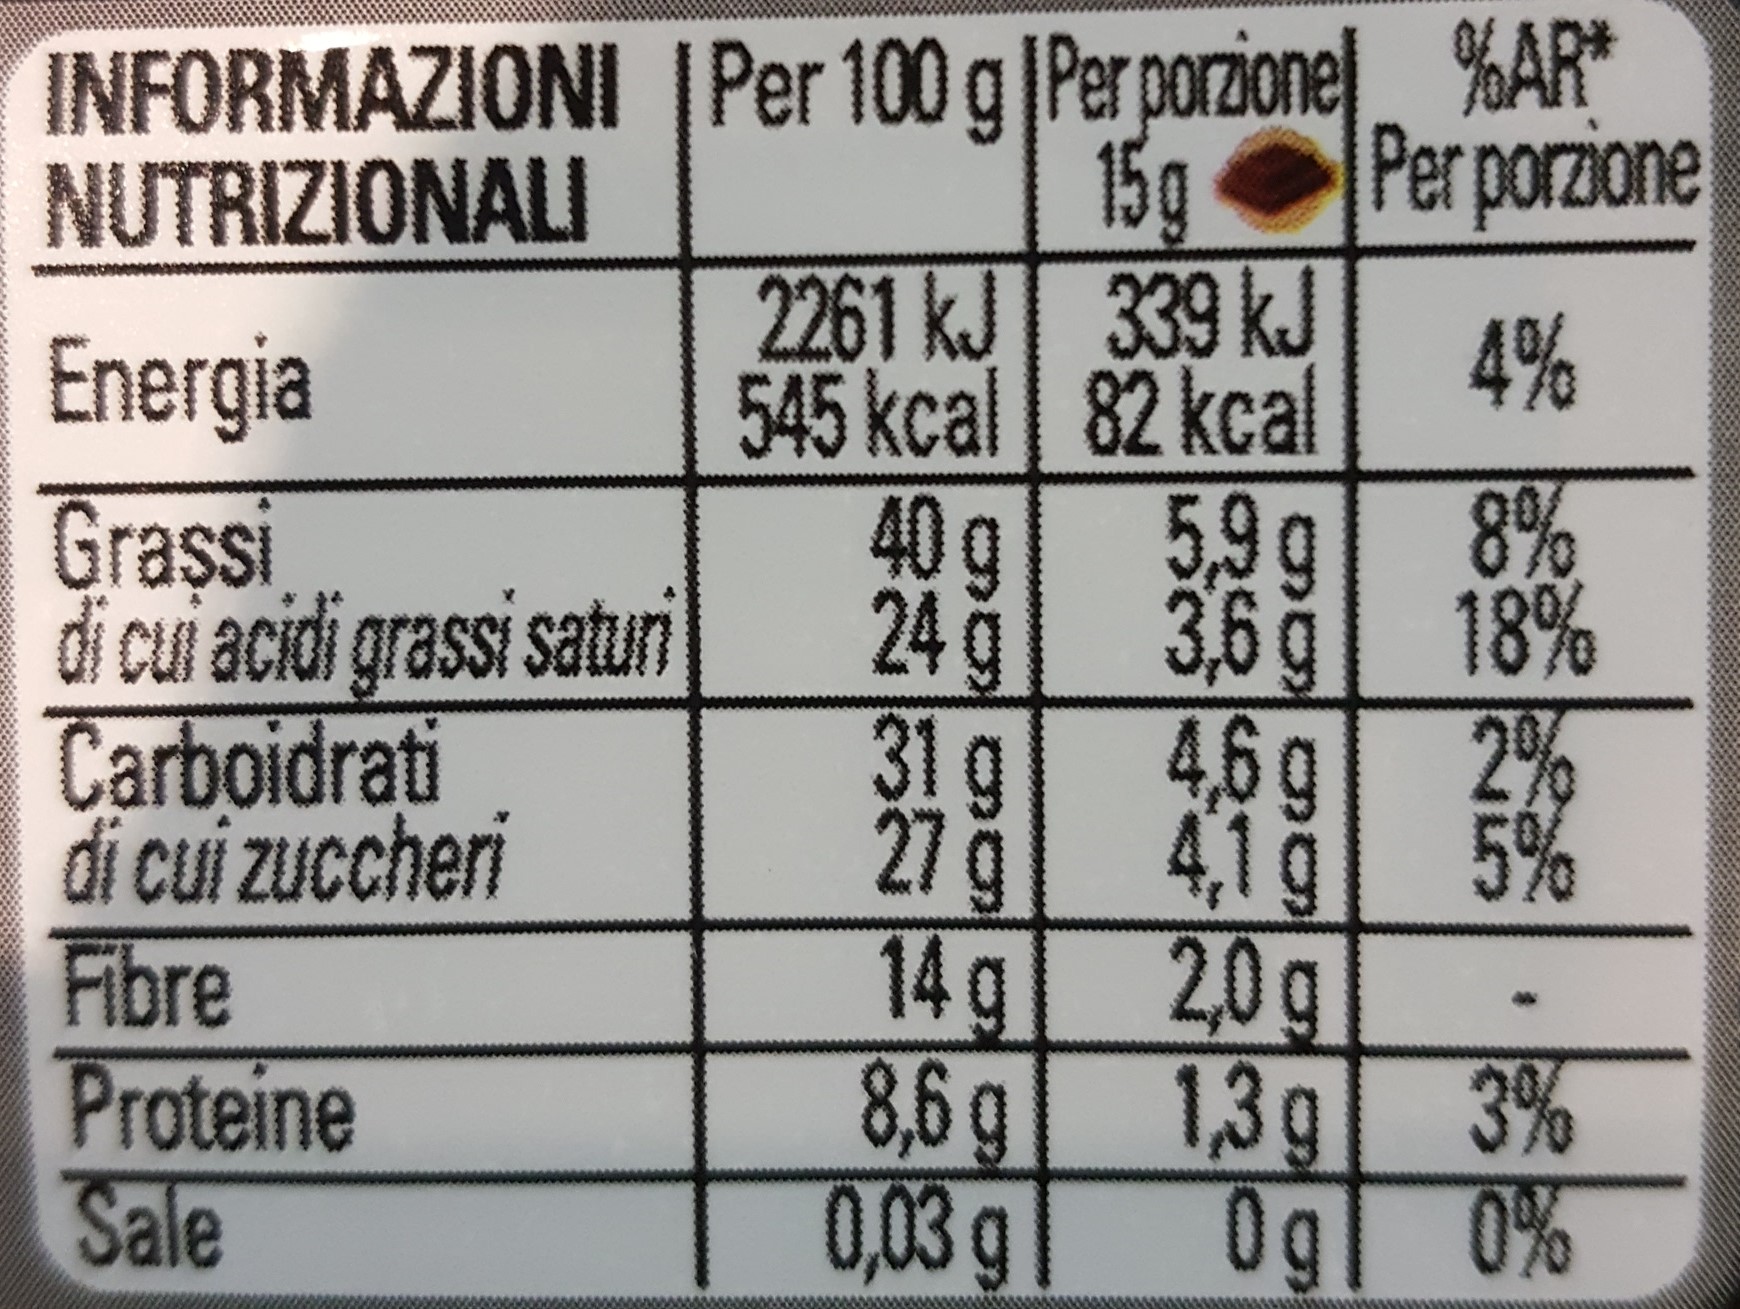 INFORMAZIONI NUTRIZIONALI Per 100 g Per porzione 15 g %AR* Per porzione
Energia 2261 kJ 339 kJ 4%
545 kcal 82 kcal
Grassi 40 g 5,9 g 8%
di cui acidi grassi saturi 24 g 3,6 g 18%
Carboidrati 31 g 4,6 g 2%
di cui zuccheri 27 g 4,1 g 5%
Fibre 14 g 2,0 g -
Proteine 8,6 g 1,3 g 3%
Sale 0,03 g 0 g 0%